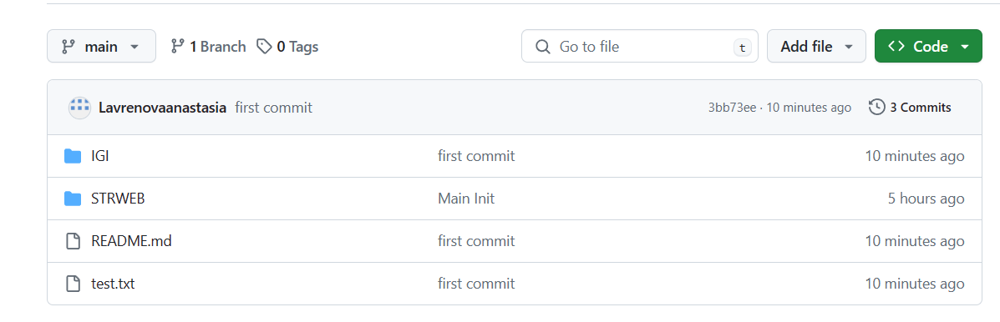 main 1 Branch 0 Tags Go to file t Add file Code
Lavrenovaanastasia first commit 3bb73ee · 10 minutes ago 3 Commits
IGI first commit 10 minutes ago
STRWEB Main Init 5 hours ago
README.md first commit 10 minutes ago
test.txt first commit 10 minutes ago